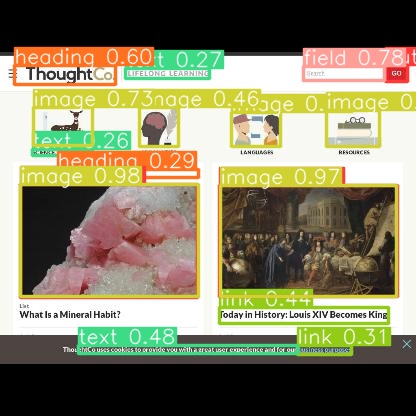 heading 0.60
text 0.27
field 0.78
ThoughtCo.
LIFELONG LEARNING
Search
GO
image 0.73
image 0.46
image
text 0.26
LANGUAGES
RESOURCES
heading 0.29
image 0.98
image 0.97
link 0.44
List
What Is a Mineral Habit?
Today in History: Louis XIV Becomes King
text 0.48
link 0.31
ThoughtCo uses cookies to provide you with a great user experience and for our business purposes.